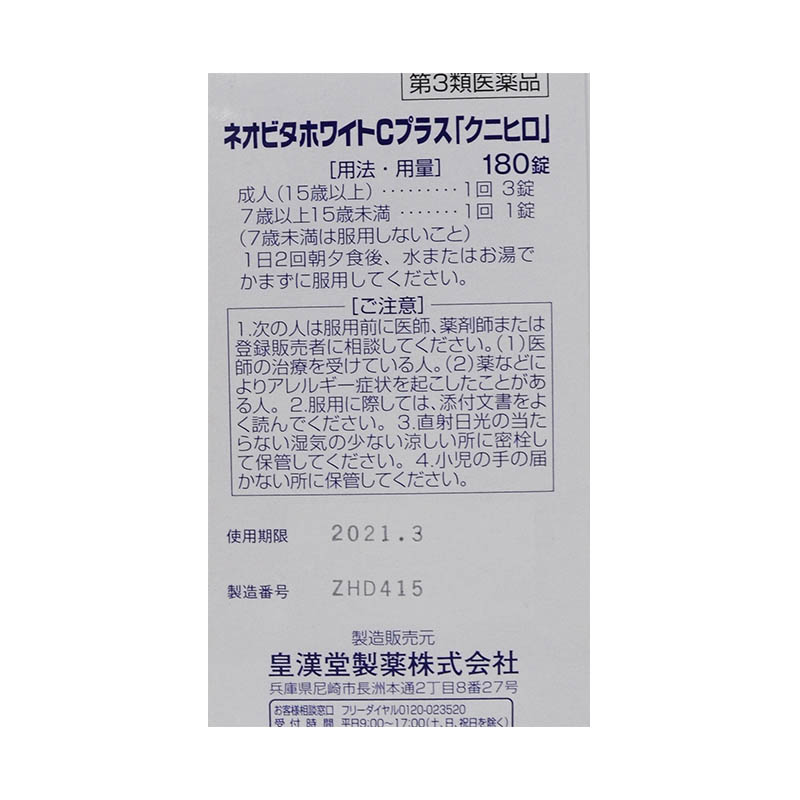 第3類医薬品
ネオビタホワイトCプラス「クニヒロ」
[用法・用量] 180錠
成人(15歳以上)‥‥‥‥1回 3錠
7歳以上15歳未満‥‥‥1回 1錠
(7歳未満は服用しないこと)
1日2回朝夕食後、水またはお湯で
かまずに服用してください。
[ご注意]
1.次の人は服用前に医師、薬剤師または
登録販売者に相談してください。(1)医
師の治療を受けている人。(2)薬などに
よりアレルギー症状を起こしたことがあ
る人。2.服用に際しては、添付文書をよ
く読んでください。3.直射日光の当た
らない湿気の少ない涼しい所に密栓し
て保管してください。4.小児の手の届
かない所に保管してください。
使用期限 2021.3
製造番号 ZHD415
製造販売元
皇漢堂製薬株式会社
兵庫県尼崎市長洲本通2丁目8番27号
お客様相談窓口 フリーダイヤル0120-023520
受付時間 平日9:00~17:00(土、日、祝日を除く)